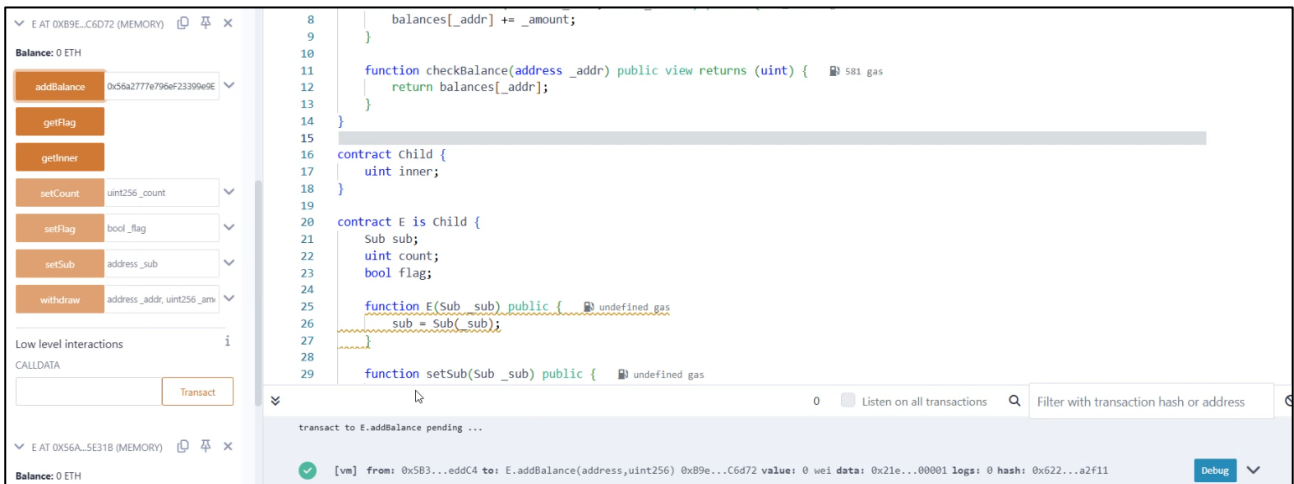 E AT 0XB9E...C6D72 (MEMORY)
Balance: 0 ETH
addBalance 0x56a2777e796eF23399e9E
getFlag
getInner
setCount uint256 _count
setFlag bool _flag
setSub address _sub
withdraw address _addr, uint256 _am
Low level interactions i
CALLDATA
Transact
E AT 0X56A...5E31B (MEMORY)
Balance: 0 ETH
8 balances[_addr] += _amount;
9 }
10
11 function checkBalance(address _addr) public view returns (uint) { 581 gas
12 return balances[_addr];
13 }
14 }
15
16 contract Child {
17 uint inner;
18 }
19
20 contract E is Child {
21 Sub sub;
22 uint count;
23 bool flag;
24
25 function E(Sub _sub) public { undefined gas
26 sub = Sub(_sub);
27 }
28
29 function setSub(Sub _sub) public { undefined gas
0 Listen on all transactions Filter with transaction hash or address
transact to E.addBalance pending ...
[vm] from: 0x5B3...eddC4 to: E.addBalance(address,uint256) 0xB9e...C6d72 value: 0 wei data: 0x21e...00001 logs: 0 hash: 0x622...a2f11 Debug